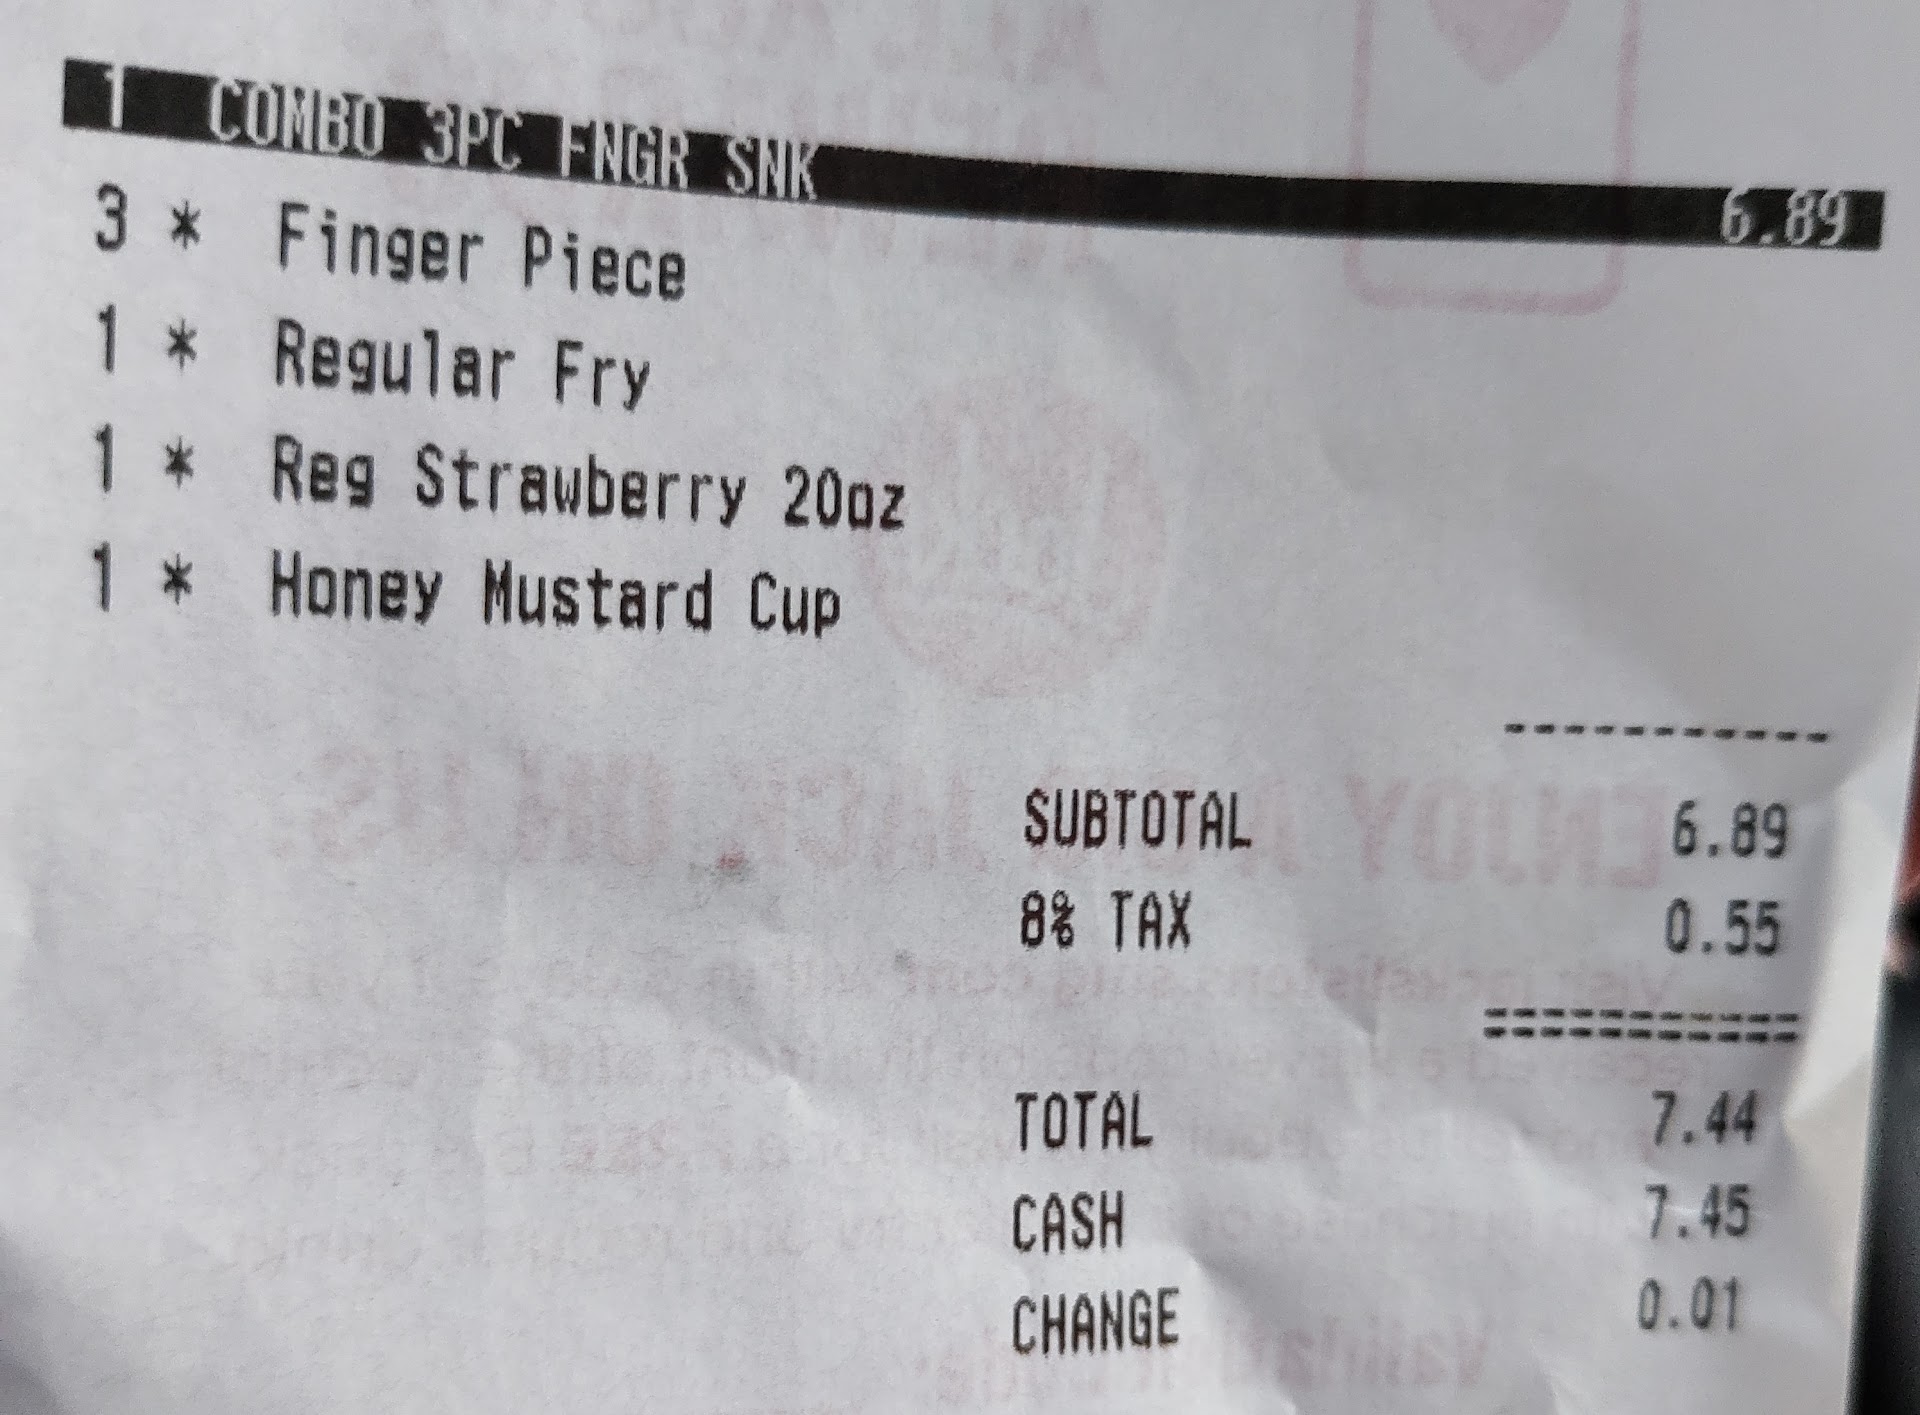 1 COMBO 3PC FNGR SNK 6.89
3 * Finger Piece
1 * Regular Fry
1 * Reg Strawberry 20oz
1 * Honey Mustard Cup
-----------
SUBTOTAL 6.89
8% TAX 0.55
===========
TOTAL 7.44
CASH 7.45
CHANGE 0.01